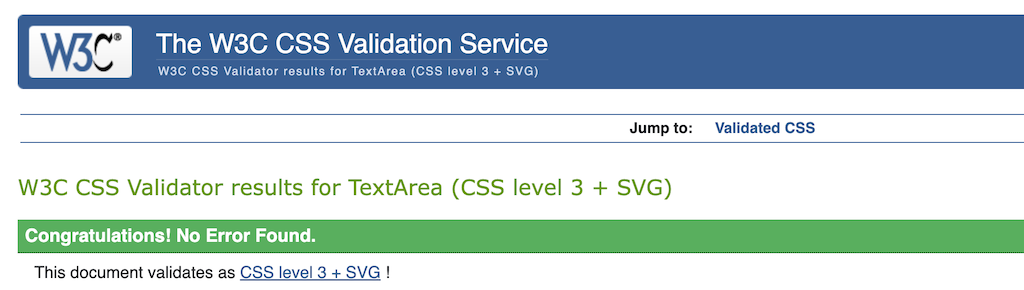 W3C® The W3C CSS Validation Service
W3C CSS Validator results for TextArea (CSS level 3 + SVG)
Jump to: Validated CSS
W3C CSS Validator results for TextArea (CSS level 3 + SVG)
Congratulations! No Error Found.
This document validates as CSS level 3 + SVG !